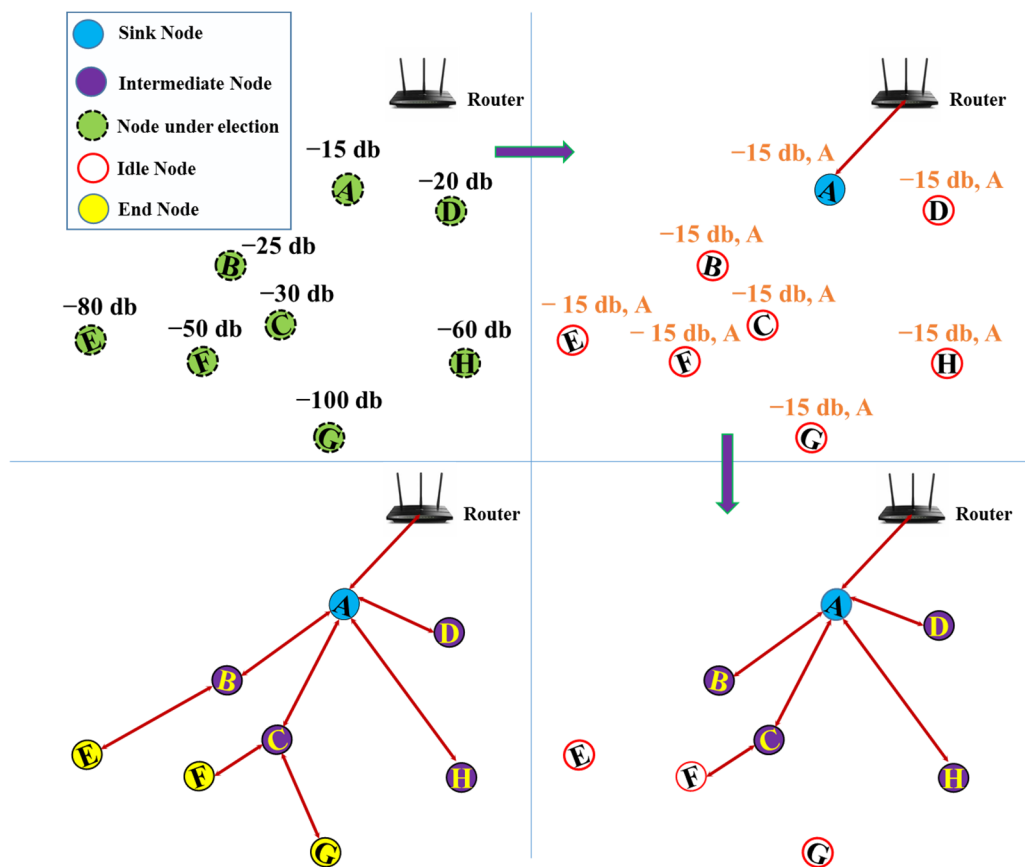 Sink Node
Intermediate Node
Node under election
Idle Node
End Node
Router
−15 db
A
−20 db
D
−25 db
B
−30 db
C
−80 db
E
−50 db
F
−60 db
H
−100 db
G
Router
−15 db, A
A
−15 db, A
D
−15 db, A
B
−15 db, A
C
− 15 db, A
E
− 15 db, A
F
−15 db, A
H
−15 db, A
G
Router
A
D
B
C
E
F
H
G
Router
A
D
B
C
E
F
H
G